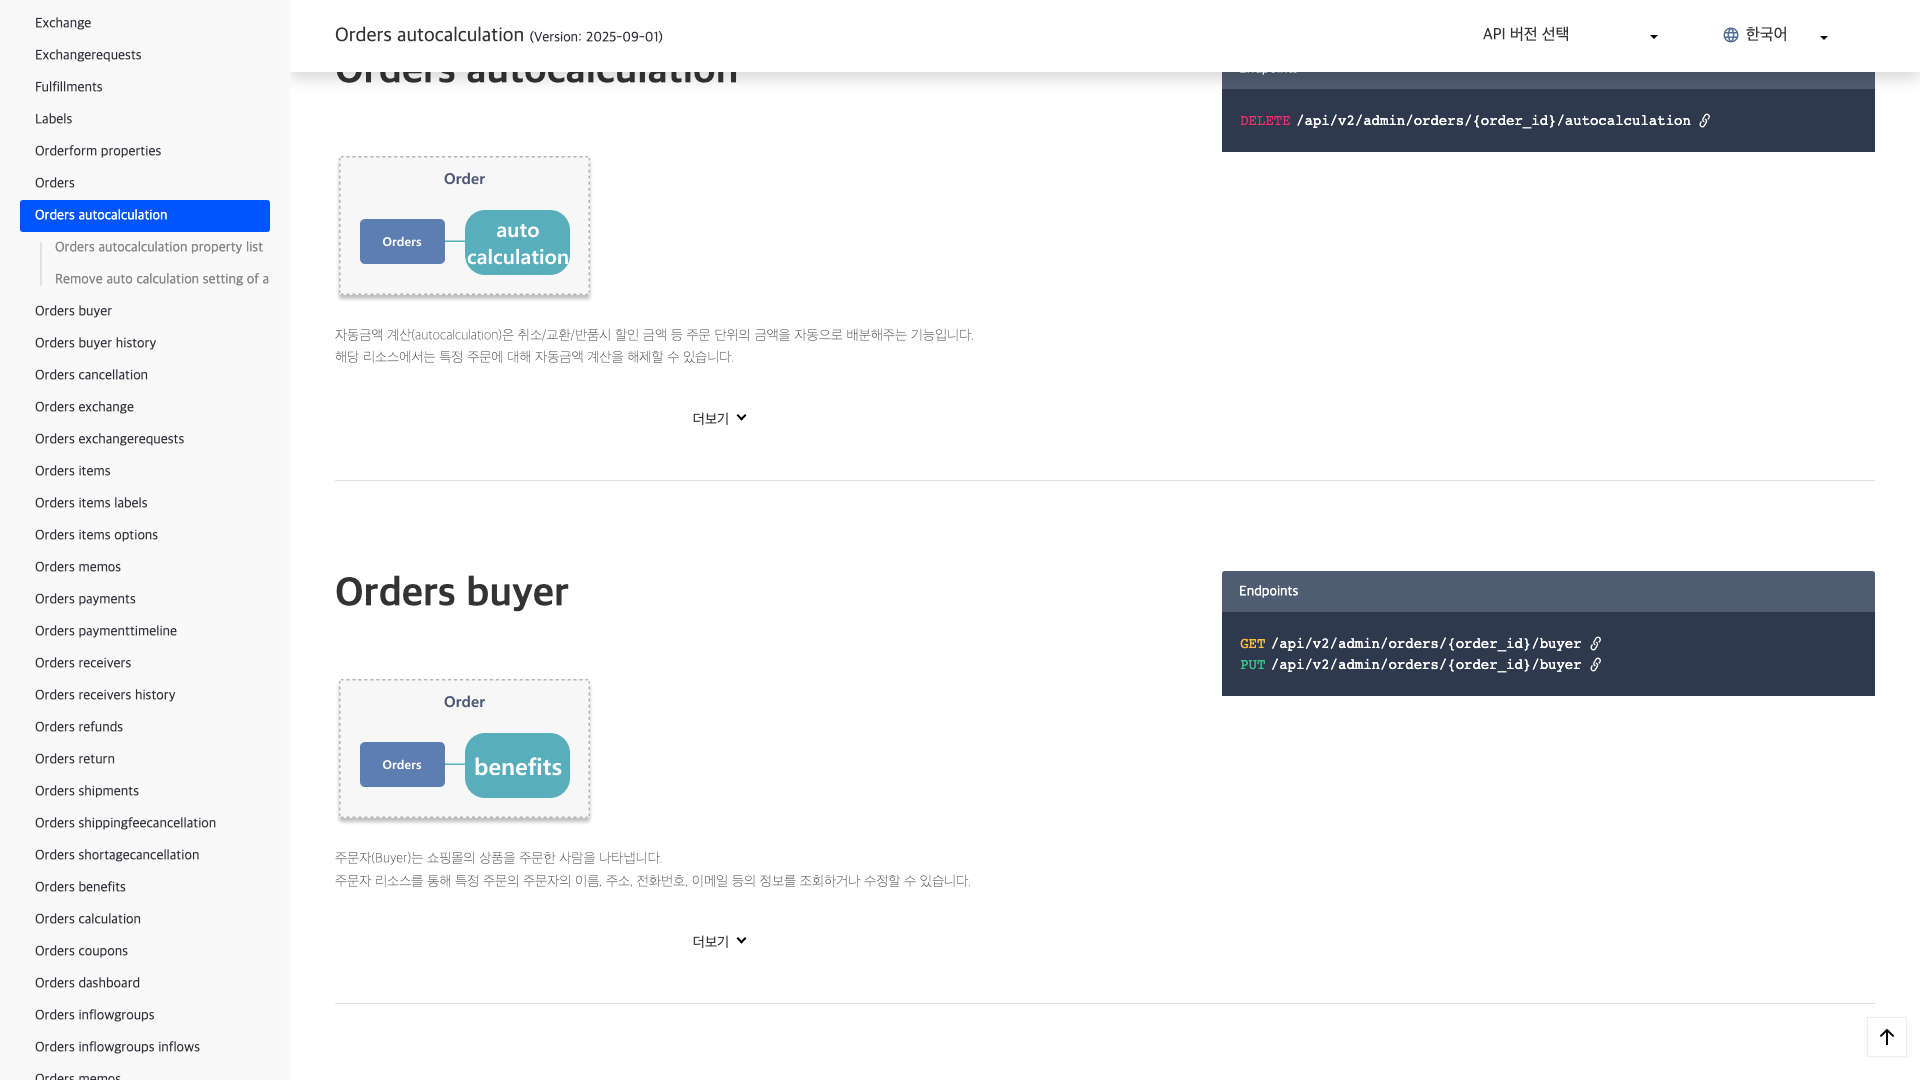 Exchange
Exchangerequests
Fulfillments
Labels
Orderform properties
Orders
Orders autocalculation
Orders autocalculation property list
Remove auto calculation setting of a
Orders buyer
Orders buyer history
Orders cancellation
Orders exchange
Orders exchangerequests
Orders items
Orders items labels
Orders items options
Orders memos
Orders payments
Orders paymenttimeline
Orders receivers
Orders receivers history
Orders refunds
Orders return
Orders shipments
Orders shippingfeecancellation
Orders shortagecancellation
Orders benefits
Orders calculation
Orders coupons
Orders dashboard
Orders inflowgroups
Orders inflowgroups inflows
Orders memos
Orders autocalculation (Version: 2025-09-01)
API 버전 선택
한국어
Orders autocalculation
Endpoints
DELETE /api/v2/admin/orders/{order_id}/autocalculation
Order
Orders
auto
calculation
자동금액 계산(autocalculation)은 취소/교환/반품시 할인 금액 등 주문 단위의 금액을 자동으로 배분해주는 기능입니다.
해당 리소스에서는 특정 주문에 대해 자동금액 계산을 해제할 수 있습니다.
더보기
Orders buyer
Endpoints
GET /api/v2/admin/orders/{order_id}/buyer
PUT /api/v2/admin/orders/{order_id}/buyer
Order
Orders
benefits
주문자(Buyer)는 쇼핑몰의 상품을 주문한 사람을 나타냅니다.
주문자 리소스를 통해 특정 주문의 주문자의 이름, 주소, 전화번호, 이메일 등의 정보를 조회하거나 수정할 수 있습니다.
더보기